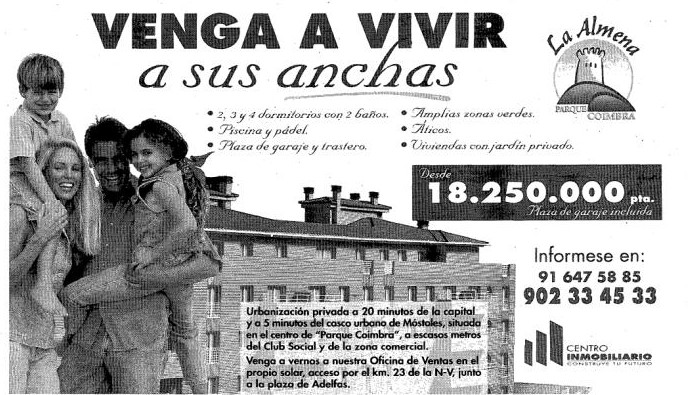 VENGA A VIVIR
a sus anchas
La Almena
PARQUE
COIMBRA
• 2, 3 y 4 dormitorios con 2 baños.
• Piscina y pádel.
• Plaza de garaje y trastero.
• Amplias zonas verdes.
• Áticos.
• Viviendas con jardín privado.
Desde
18.250.000 pta.
Plaza de garaje incluida
Informese en:
91 647 58 85
902 33 45 33
Urbanización privada a 20 minutos de la capital
y a 5 minutos del casco urbano de Móstoles, situada
en el centro de "Parque Coimbra", a escasos metros
del Club Social y de la zona comercial.
Venga a vernos a nuestra Oficina de Ventas en el
propio solar, acceso por el km. 23 de la N-V, junto
a la plaza de Adelfas.
CENTRO
INMOBILIARIO
CONSTRUYE TU FUTURO